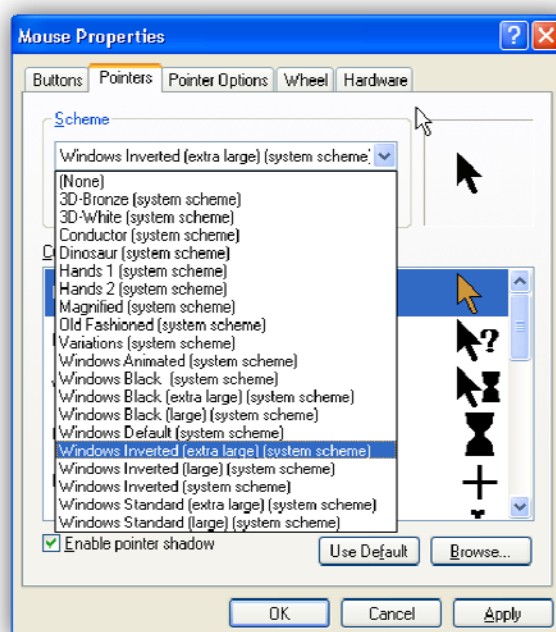 Mouse Properties
Buttons Pointers Pointer Options Wheel Hardware
Scheme
Windows Inverted (extra large) (system scheme)
(None)
3D-Bronze (system scheme)
3D-White (system scheme)
Conductor (system scheme)
Dinosaur (system scheme)
Hands 1 (system scheme)
Hands 2 (system scheme)
Magnified (system scheme)
Old Fashioned (system scheme)
Variations (system scheme)
Windows Animated (system scheme)
Windows Black (system scheme)
Windows Black (extra large) (system scheme)
Windows Black (large) (system scheme)
Windows Default (system scheme)
Windows Inverted (extra large) (system scheme)
Windows Inverted (large) (system scheme)
Windows Inverted (system scheme)
Windows Standard (extra large) (system scheme)
Windows Standard (large) (system scheme)
Enable pointer shadow
Use Default Browse...
OK Cancel Apply